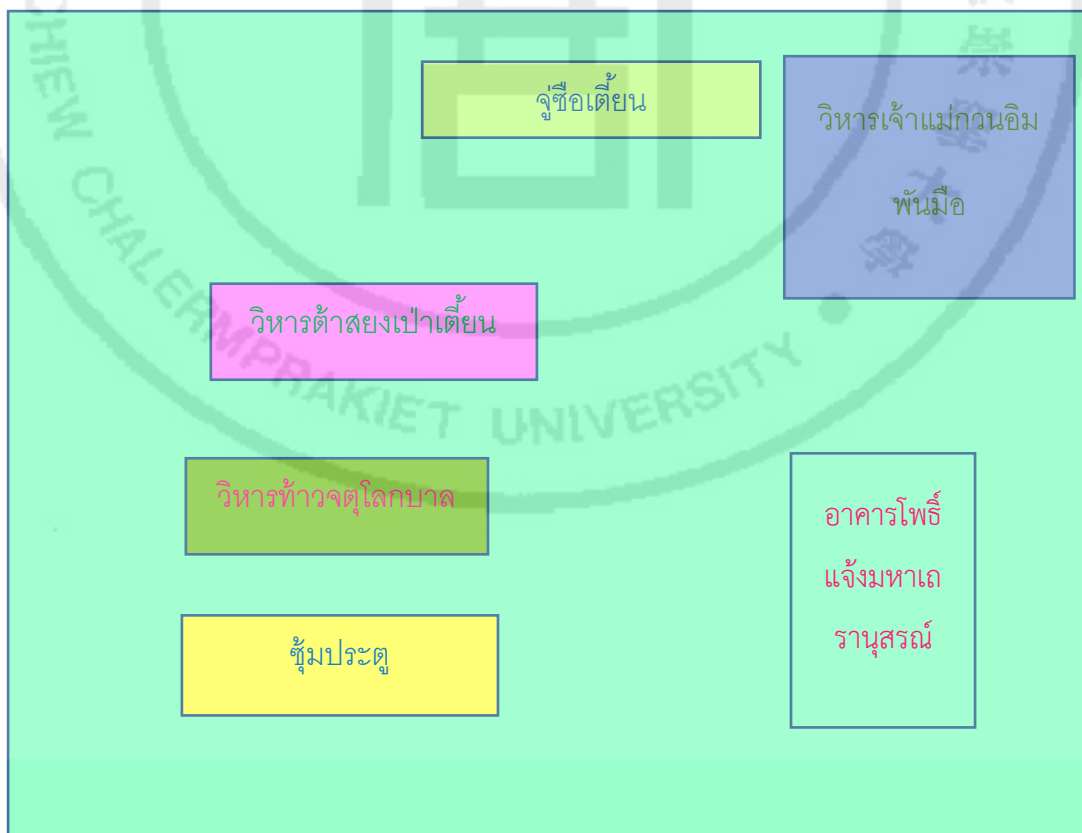 จู่ซือเตี้ยน
วิหารเจ้าแม่กวนอิม
พันมือ
วิหารต้าสยงเป่าเตี้ยน
วิหารท้าวจตุโลกบาล
อาคารโพธิ์
แจ้งมหาเถ
รานุสรณ์
ซุ้มประตู
CHIEW CHALERMPRAKIET UNIVERSITY